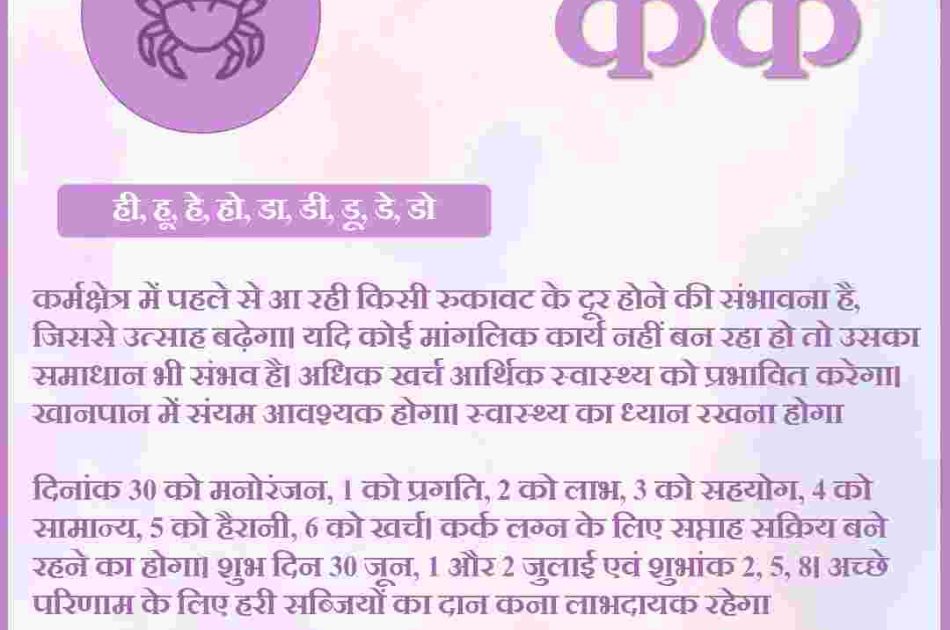 कर्क
ही, हू, हे, हो, डा, डी, डू, डे, डो
कर्मक्षेत्र में पहले से आ रही किसी रुकावट के दूर होने की संभावना है,
जिससे उत्साह बढ़ेगा। यदि कोई मांगलिक कार्य नहीं बन रहा हो तो उसका
समाधान भी संभव है। अधिक खर्च आर्थिक स्वास्थ्य को प्रभावित करेगा।
खानपान में संयम आवश्यक होगा। स्वास्थ्य का ध्यान रखना होगा
दिनांक 30 को मनोरंजन, 1 को प्रगति, 2 को लाभ, 3 को सहयोग, 4 को
सामान्य, 5 को हैरानी, 6 को खर्च। कर्क लग्न के लिए सप्ताह सक्रिय बने
रहने का होगा। शुभ दिन 30 जून, 1 और 2 जुलाई एवं शुभांक 2, 5, 8। अच्छे
परिणाम के लिए हरी सब्जियों का दान कना लाभदायक रहेगा